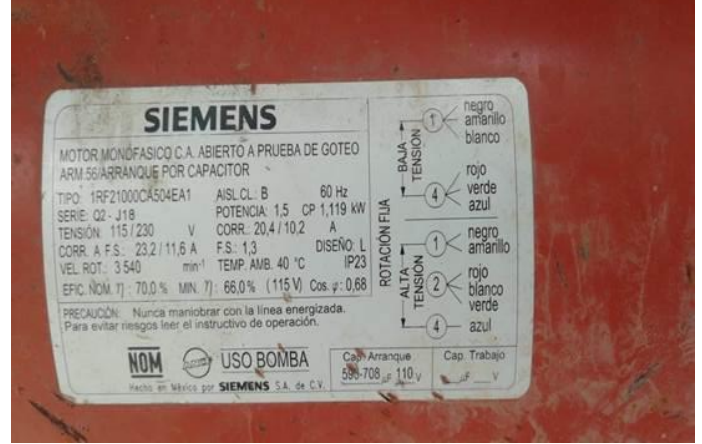 SIEMENS
MOTOR MONOFASICO C.A. ABIERTO A PRUEBA DE GOTEO
ARM.56/ARRANQUE POR CAPACITOR
TIPO: 1RF21000CA504EA1 AISL.CL.: B 60 Hz
SERIE: Q2 - J18 POTENCIA: 1,5 CP 1,119 kW
TENSIÓN: 115 / 230 V CORR.: 20,4 / 10,2 A
CORR. A F.S.: 23,2 / 11,6 A F.S.: 1,3 DISEÑO: L
VEL. ROT.: 3 540 min⁻¹ TEMP. AMB. 40 °C IP23
EFIC. NOM. η: 70,0 % MIN. η: 66,0% (115 V) Cos. φ: 0,68
PRECAUCIÓN: Nunca maniobrar con la línea energizada.
Para evitar riesgos leer el instructivo de operación.
NOM USO BOMBA
Hecho en México por SIEMENS S.A. de C.V.
Cap. Arranque
µF 110 V
Cap. Trabajo
µF V
ROTACIÓN FIJA
BAJA TENSION
1 negro
amarillo
blanco
4 rojo
verde
azul
ALTA TENSION
1 negro
amarillo
2 rojo
blanco
verde
4 azul